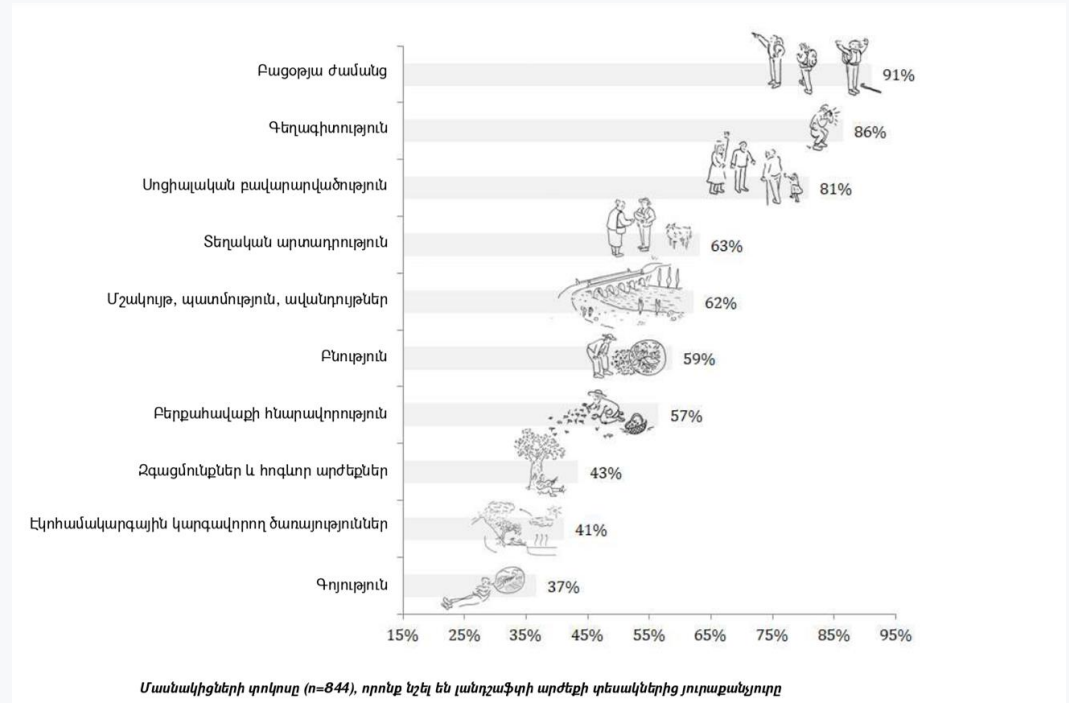 Բացօթյա ժամանց
91%
Գեղագիտություն
86%
Սոցիալական բավարարվածություն
81%
Տեղական արտադրություն
63%
Մշակույթ, պատմություն, ավանդույթներ
62%
Բնություն
59%
Բերքահավաքի հնարավորություն
57%
Զգացմունքներ և հոգևոր արժեքներ
43%
Էկոհամակարգային կարգավորող ծառայություններ
41%
Գոյություն
37%
15% 25% 35% 45% 55% 65% 75% 85% 95%
Մասնակիցների տոկոսը (n=844), որոնք նշել են լանդշաֆտի արժեքի տեսակներից յուրաքանչյուրը